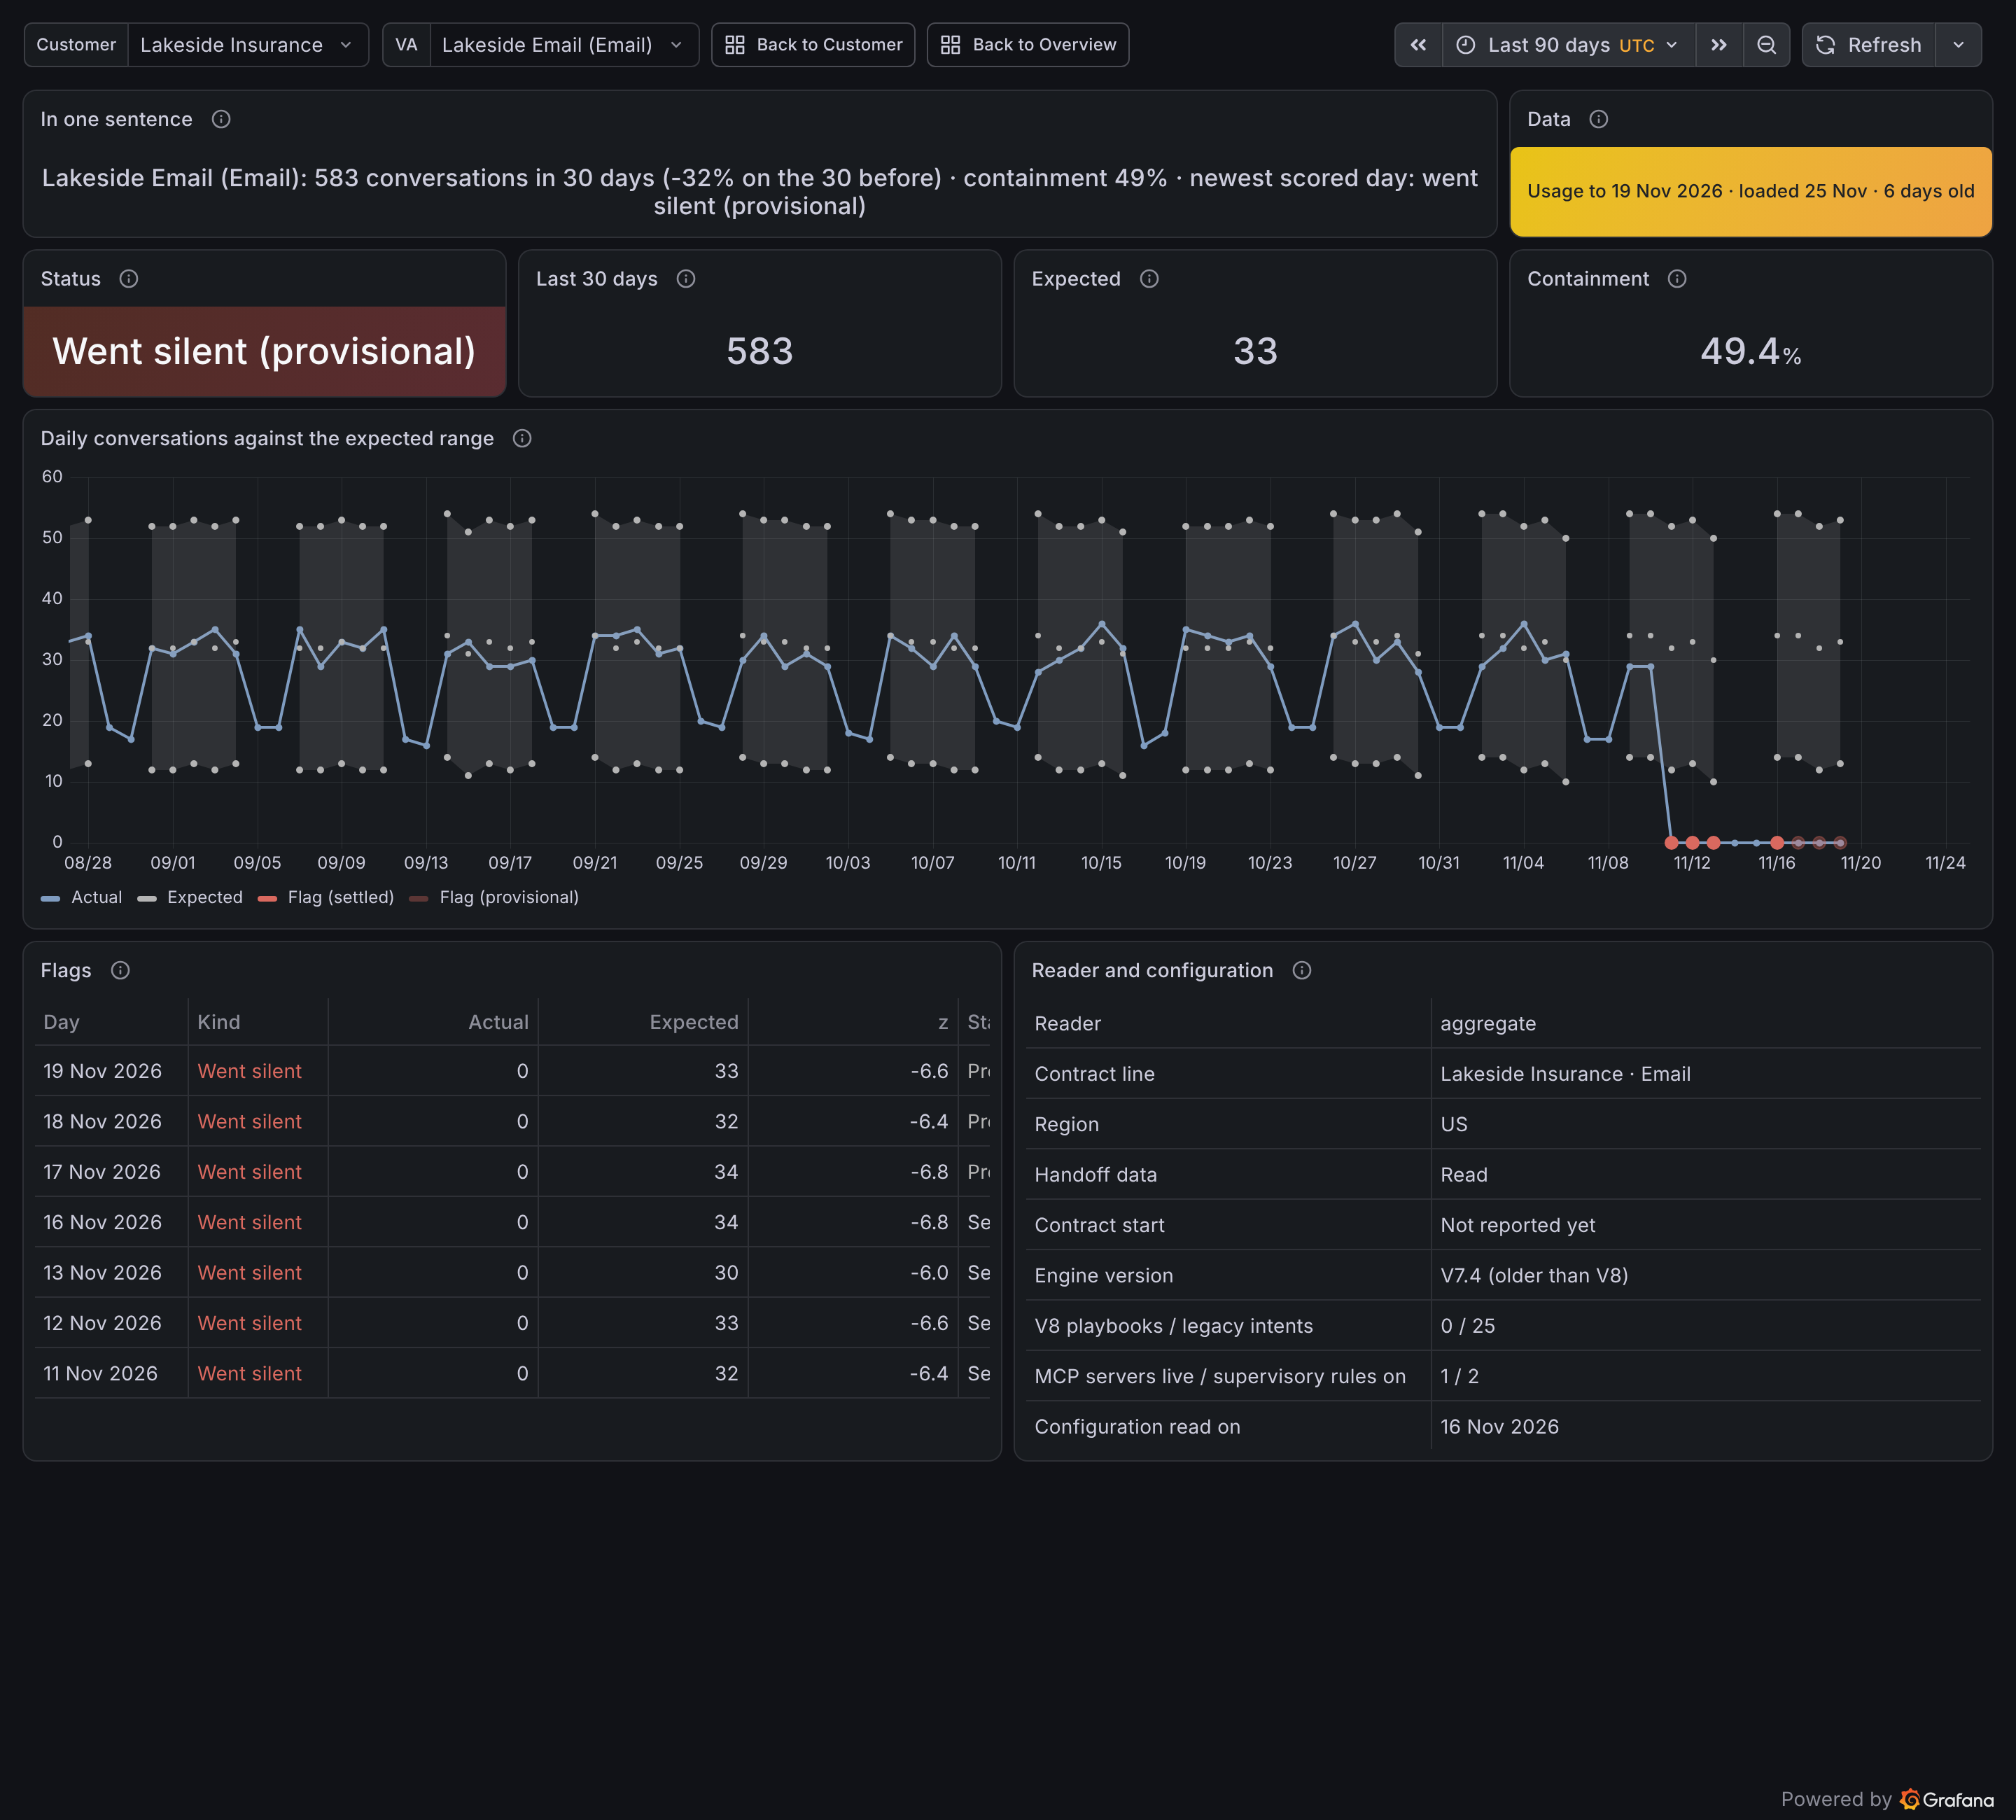 Customer Lakeside Insurance VA Lakeside Email (Email) Back to Customer Back to Overview Last 90 days UTC Refresh
In one sentence
Lakeside Email (Email): 583 conversations in 30 days (-32% on the 30 before) · containment 49% · newest scored day: went
silent (provisional)
Data
Usage to 19 Nov 2026 · loaded 25 Nov · 6 days old
Status
Went silent (provisional)
Last 30 days
583
Expected
33
Containment
49.4%
Daily conversations against the expected range
60
50
40
30
20
10
0
08/28 09/01 09/05 09/09 09/13 09/17 09/21 09/25 09/29 10/03 10/07 10/11 10/15 10/19 10/23 10/27 10/31 11/04 11/08 11/12 11/16 11/20 11/24
Actual Expected Flag (settled) Flag (provisional)
Flags
Day Kind Actual Expected z Sta
19 Nov 2026 Went silent 0 33 -6.6 Pro
18 Nov 2026 Went silent 0 32 -6.4 Pro
17 Nov 2026 Went silent 0 34 -6.8 Pro
16 Nov 2026 Went silent 0 34 -6.8 Se
13 Nov 2026 Went silent 0 30 -6.0 Se
12 Nov 2026 Went silent 0 33 -6.6 Se
11 Nov 2026 Went silent 0 32 -6.4 Se
Reader and configuration
Reader aggregate
Contract line Lakeside Insurance · Email
Region US
Handoff data Read
Contract start Not reported yet
Engine version V7.4 (older than V8)
V8 playbooks / legacy intents 0 / 25
MCP servers live / supervisory rules on 1 / 2
Configuration read on 16 Nov 2026
Powered by Grafana